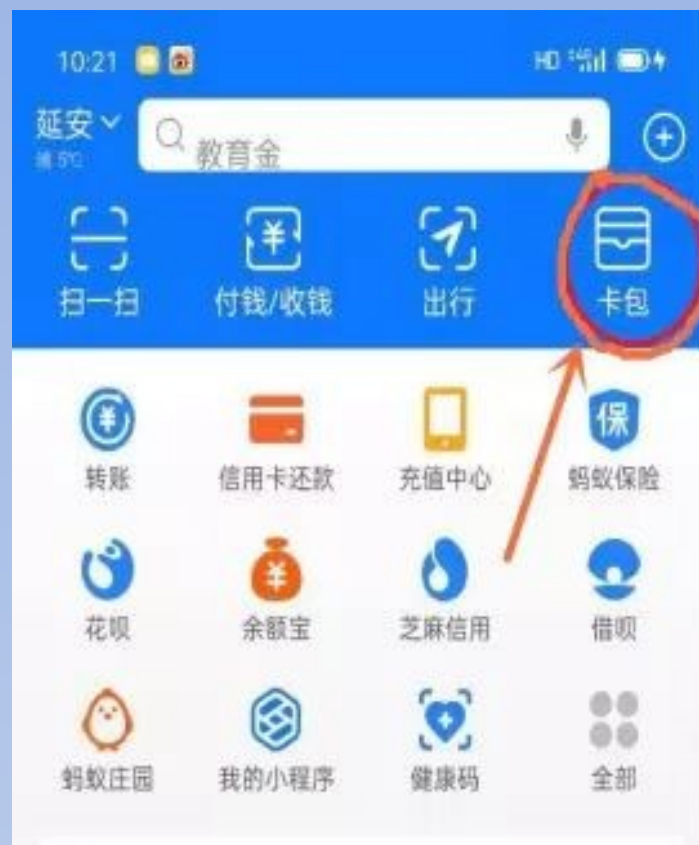 10:21
HD
延安
5℃
教育金
扫一扫 付钱/收钱 出行 卡包
保
转账 信用卡还款 充值中心 蚂蚁保险
花呗 余额宝 芝麻信用 借呗
蚂蚁庄园 我的小程序 健康码 全部